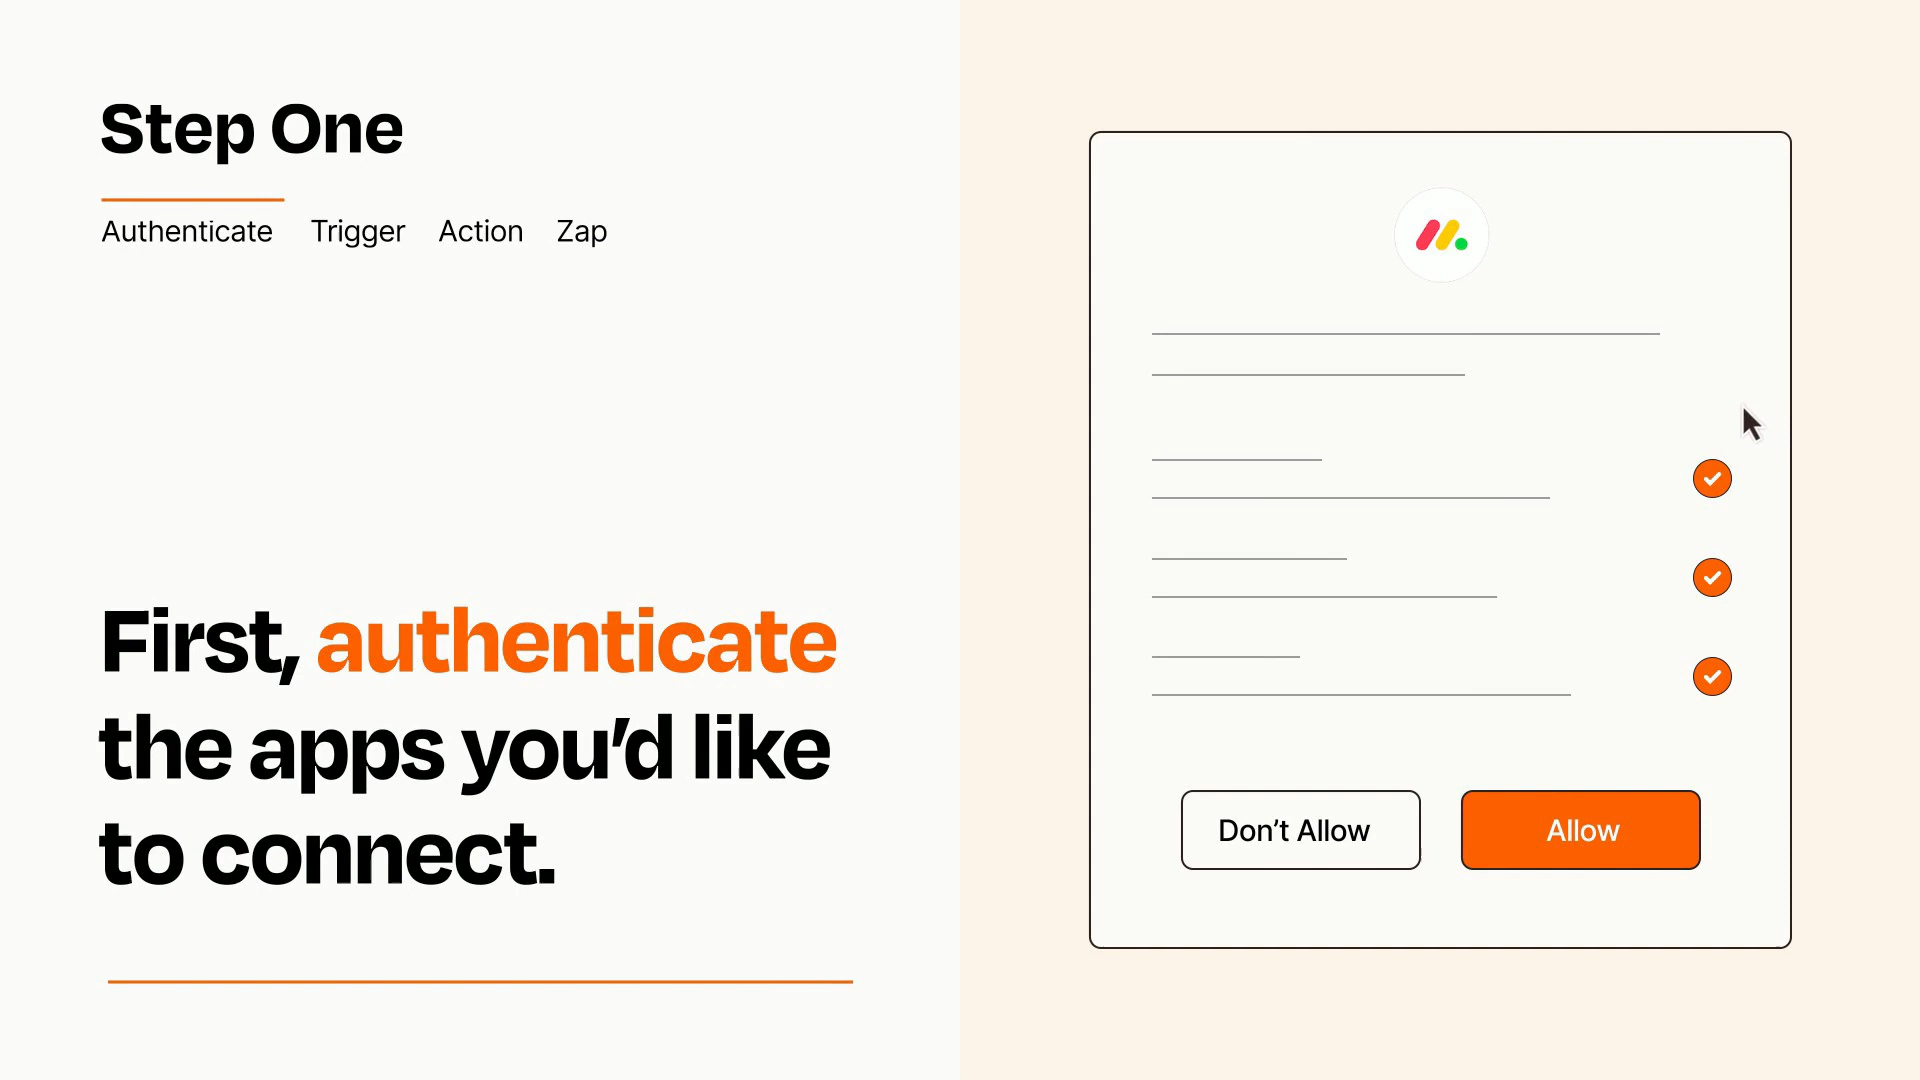 Step One
Authenticate Trigger Action Zap
First, authenticate
the apps you’d like
to connect.
Don’t Allow Allow